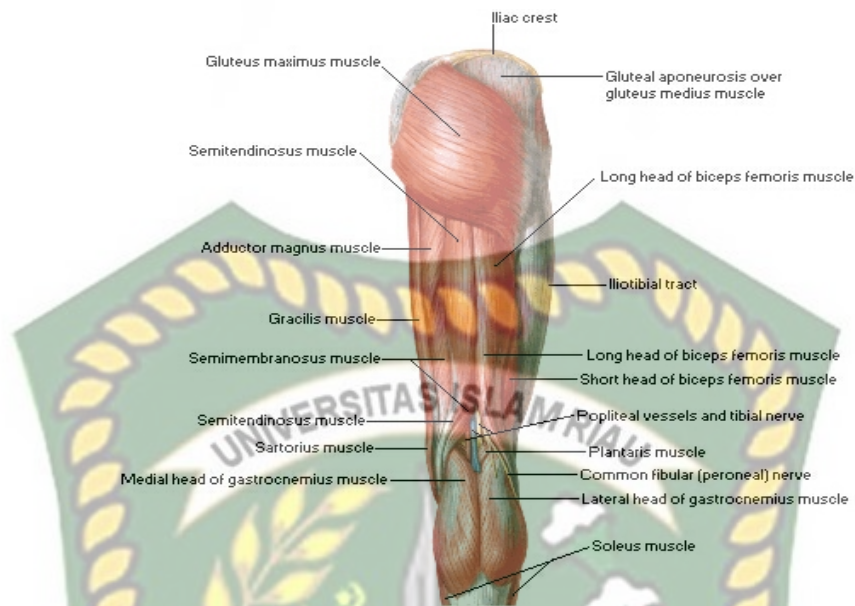 Iliac crest
Gluteus maximus muscle
Gluteal aponeurosis over
gluteus medius muscle
Semitendinosus muscle
Long head of biceps femoris muscle
Adductor magnus muscle
Iliotibial tract
Gracilis muscle
Semimembranosus muscle
Long head of biceps femoris muscle
Short head of biceps femoris muscle
UNIVERSITAS ISLAM RIAU
Semitendinosus muscle
Popliteal vessels and tibial nerve
Sartorius muscle
Plantaris muscle
Medial head of gastrocnemius muscle
Common fibular (peroneal) nerve
Lateral head of gastrocnemius muscle
Soleus muscle